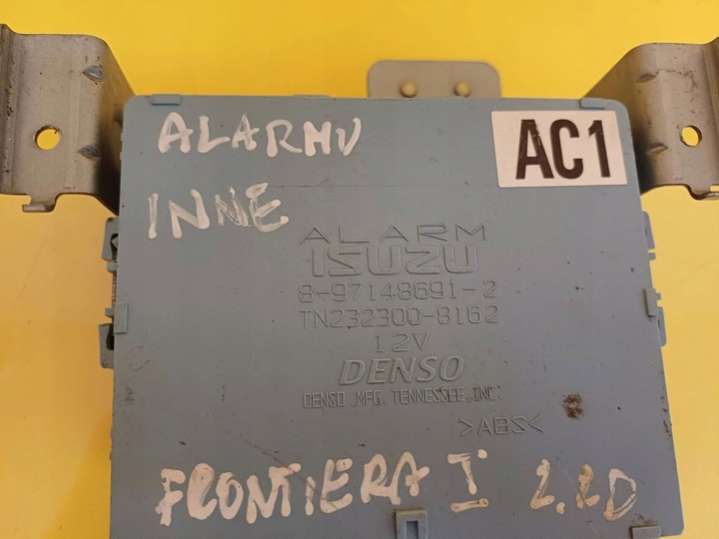 ALARMU
AC1
INNE
ALARM
ISUZU
8-97148691-2
TN232300-8162
12V
DENSO
DENSO MFG. TENNESSEE, INC.
>ABS<
FRONTIERA I 2.2D